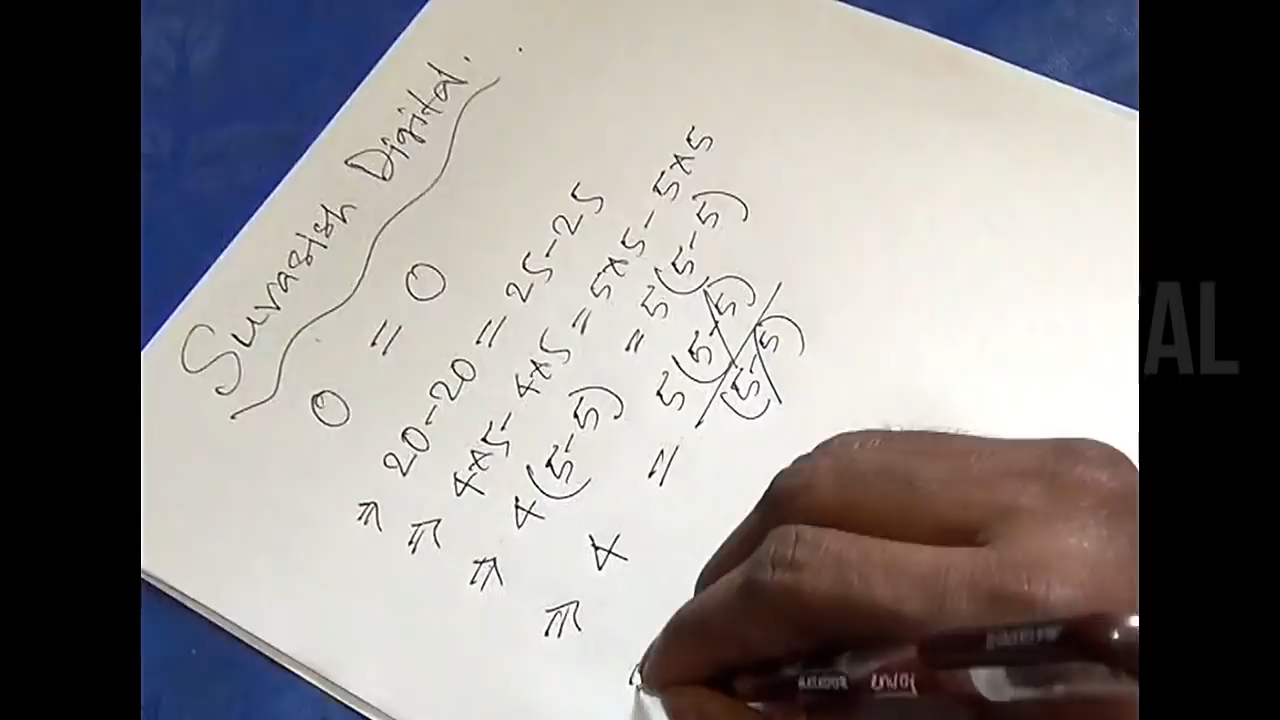 Suvasish Digital.
0 = 0
⇒ 20-20 = 25-25
⇒ 4×5-4×5 = 5×5-5×5
⇒ 4(5-5) = 5(5-5)
⇒ 4 = 5(5-5)/(5-5)